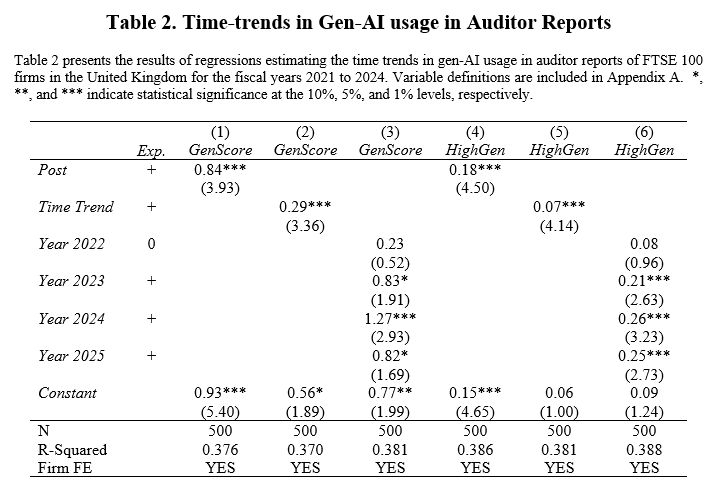 Table 2. Time-trends in Gen-AI usage in Auditor Reports
Table 2 presents the results of regressions estimating the time trends in gen-AI usage in auditor reports of FTSE 100
firms in the United Kingdom for the fiscal years 2021 to 2024. Variable definitions are included in Appendix A. *,
**, and *** indicate statistical significance at the 10%, 5%, and 1% levels, respectively.
(1) (2) (3) (4) (5) (6)
Exp. GenScore GenScore GenScore HighGen HighGen HighGen
Post + 0.84*** 0.18***
(3.93) (4.50)
Time Trend + 0.29*** 0.07***
(3.36) (4.14)
Year 2022 0 0.23 0.08
(0.52) (0.96)
Year 2023 + 0.83* 0.21***
(1.91) (2.63)
Year 2024 + 1.27*** 0.26***
(2.93) (3.23)
Year 2025 + 0.82* 0.25***
(1.69) (2.73)
Constant 0.93*** 0.56* 0.77** 0.15*** 0.06 0.09
(5.40) (1.89) (1.99) (4.65) (1.00) (1.24)
N 500 500 500 500 500 500
R-Squared 0.376 0.370 0.381 0.386 0.381 0.388
Firm FE YES YES YES YES YES YES